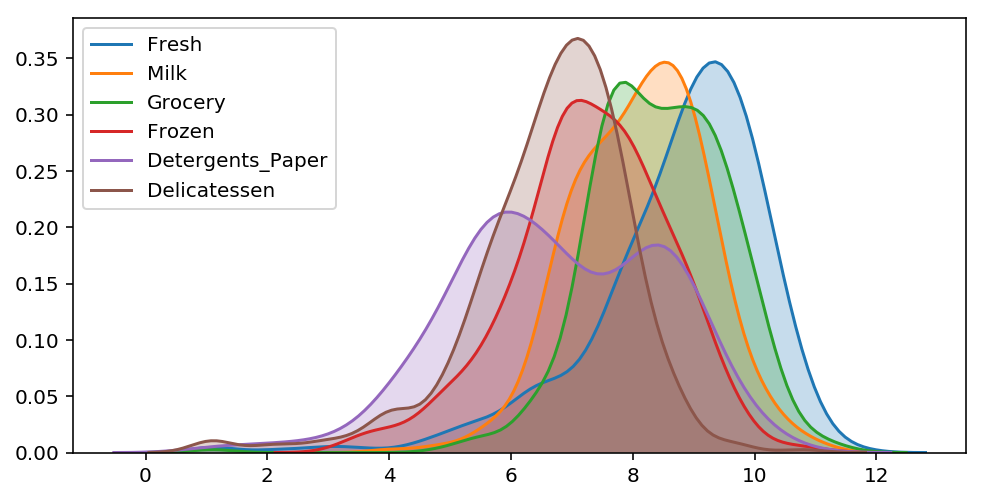 Fresh
Milk
Grocery
Frozen
Detergents_Paper
Delicatessen
0.35
0.30
0.25
0.20
0.15
0.10
0.05
0.00
0 2 4 6 8 10 12